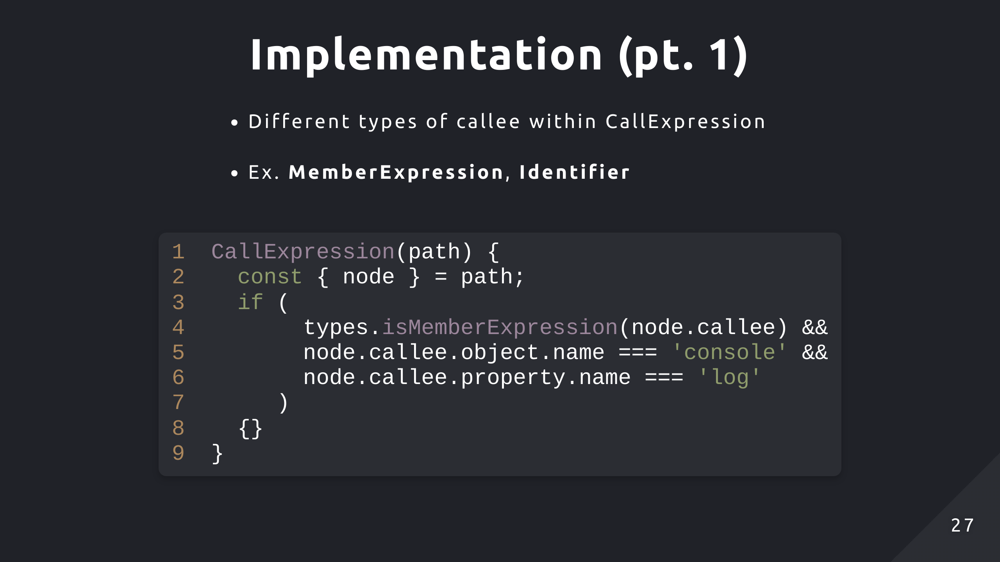 Implementation (pt. 1)
• Different types of callee within CallExpression
• Ex. MemberExpression, Identifier
1  CallExpression(path) {
2    const { node } = path;
3    if (
4         types.isMemberExpression(node.callee) &&
5         node.callee.object.name === 'console' &&
6         node.callee.property.name === 'log'
7       )
8    {}
9  }
27